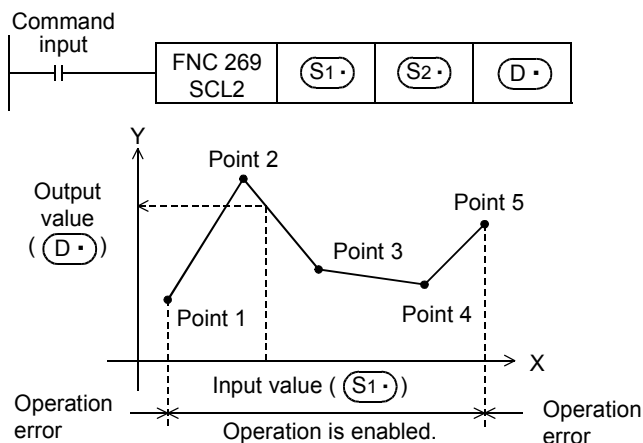 Command
input
FNC 269
SCL2
S1・
S2・
D・
Y
Point 2
Output
value
( D・ )
Point 5
Point 3
Point 1
Point 4
X
Input value ( S1・ )
Operation
error
Operation is enabled.
Operation
error